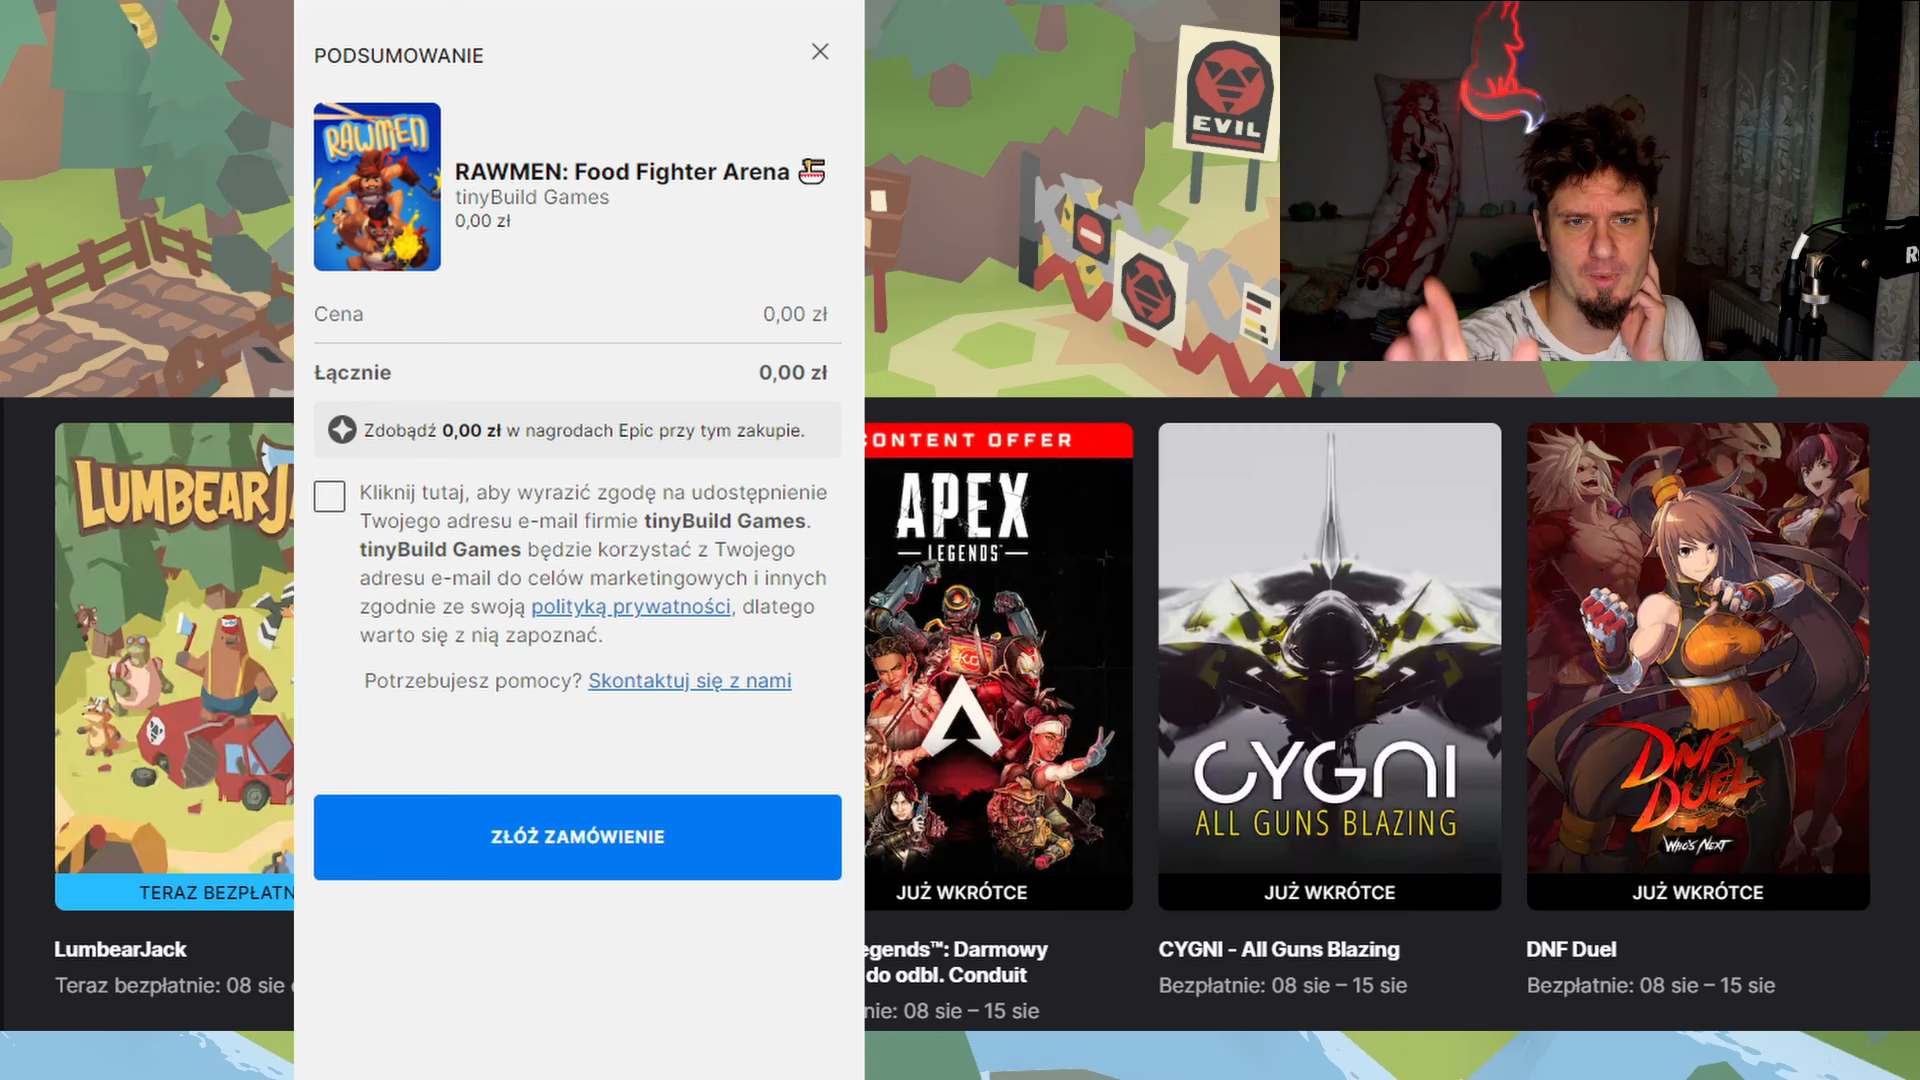 PODSUMOWANIE
RAWMEN
RAWMEN: Food Fighter Arena
tinyBuild Games
0,00 zł
Cena
0,00 zł
Łącznie
0,00 zł
Zdobądź 0,00 zł w nagrodach Epic przy tym zakupie.
Kliknij tutaj, aby wyrazić zgodę na udostępnienie
Twojego adresu e-mail firmie tinyBuild Games.
tinyBuild Games będzie korzystać z Twojego
adresu e-mail do celów marketingowych i innych
zgodnie ze swoją polityką prywatności, dlatego
warto się z nią zapoznać.
Potrzebujesz pomocy? Skontaktuj się z nami
ZŁÓŻ ZAMÓWIENIE
EVIL
LUMBEARJ
TERAZ BEZPŁATN
LumbearJack
Teraz bezpłatnie: 08 sie
CONTENT OFFER
APEX
LEGENDS
JUŻ WKRÓTCE
egends™: Darmowy
do odbl. Conduit
nie: 08 sie – 15 sie
CYGNI
ALL GUNS BLAZING
JUŻ WKRÓTCE
CYGNI - All Guns Blazing
Bezpłatnie: 08 sie – 15 sie
DNF
DUEL
WHO'S NEXT
JUŻ WKRÓTCE
DNF Duel
Bezpłatnie: 08 sie – 15 sie